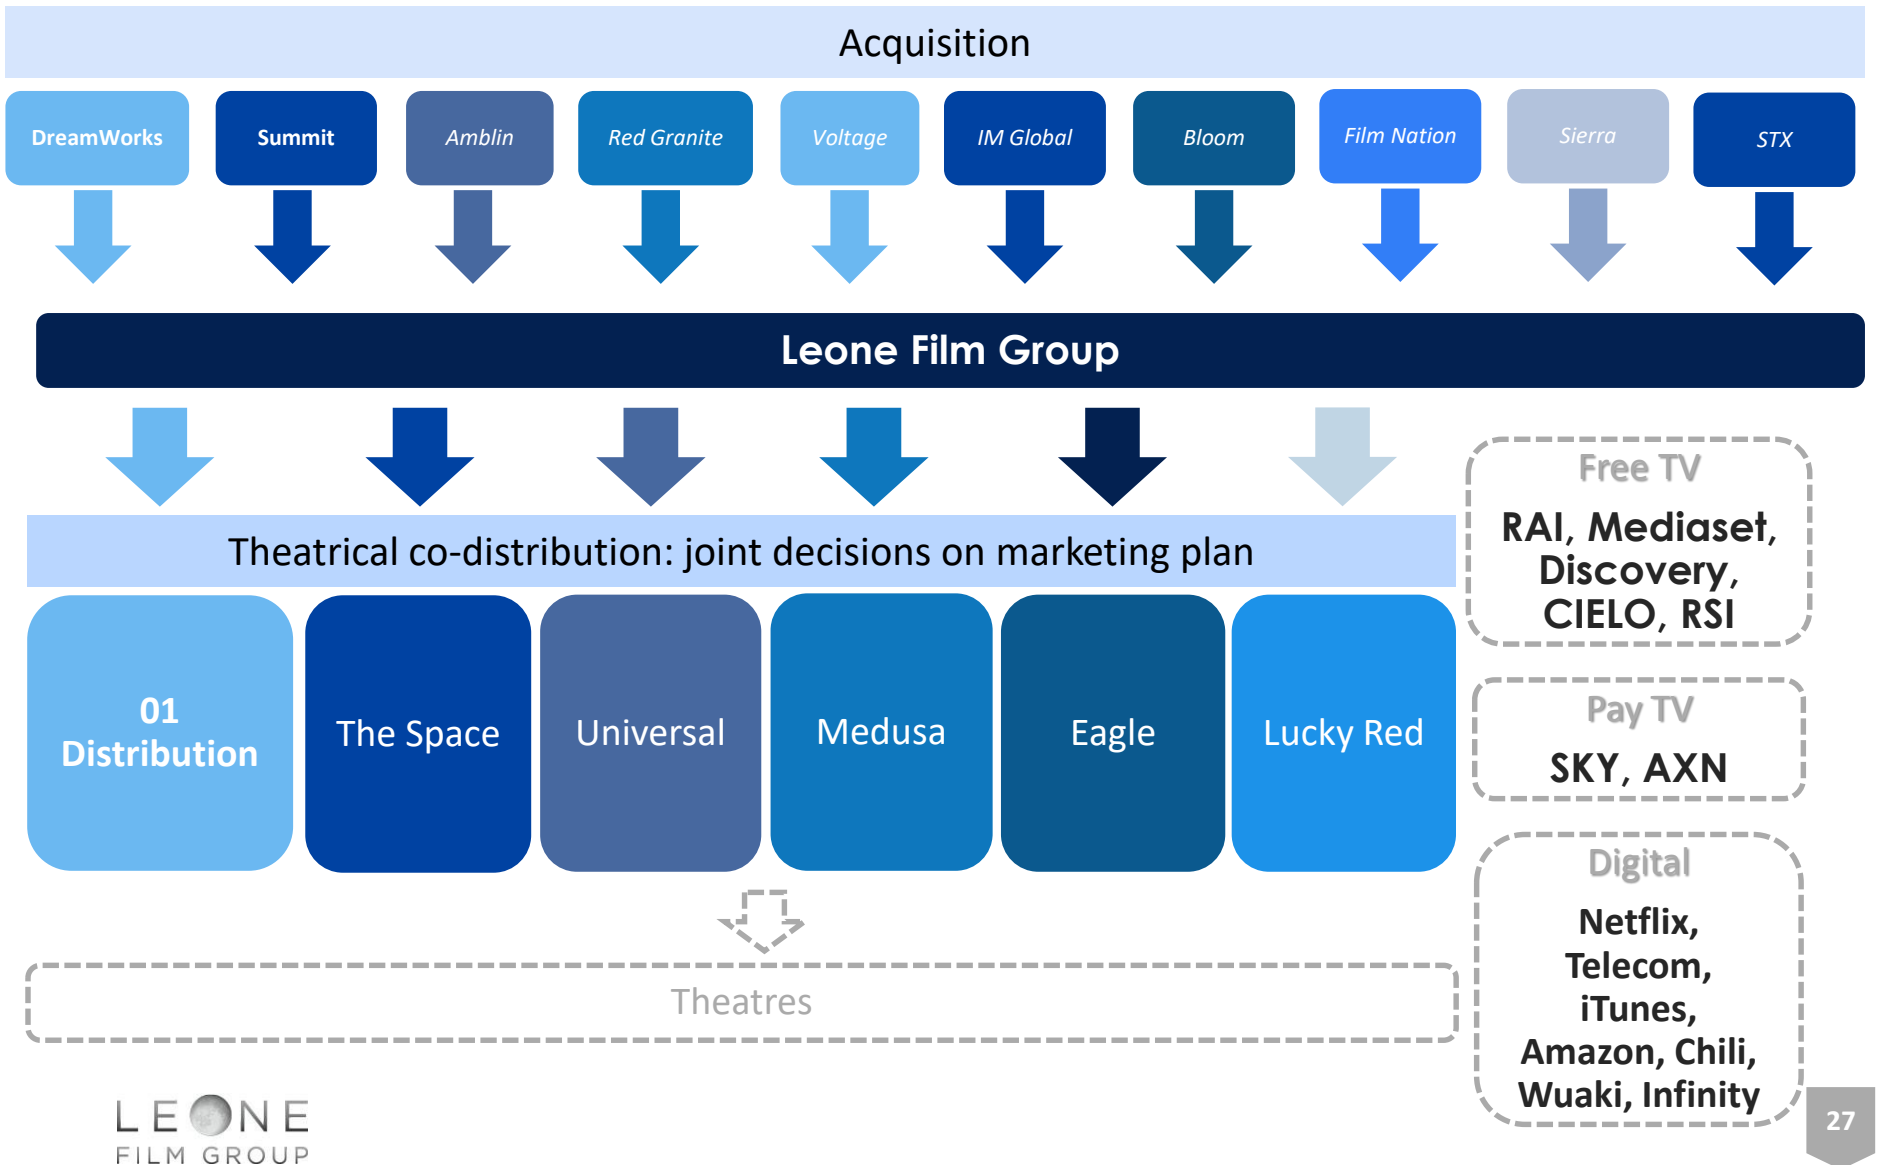 Acquisition
DreamWorks
Summit
Amblin
Red Granite
Voltage
IM Global
Bloom
Film Nation
Sierra
STX
Leone Film Group
Theatrical co-distribution: joint decisions on marketing plan
01
Distribution
The Space
Universal
Medusa
Eagle
Lucky Red
Theatres
Free TV
RAI, Mediaset,
Discovery,
CIELO, RSI
Pay TV
SKY, AXN
Digital
Netflix,
Telecom,
iTunes,
Amazon, Chili,
Wuaki, Infinity
LEONE
FILM GROUP
27